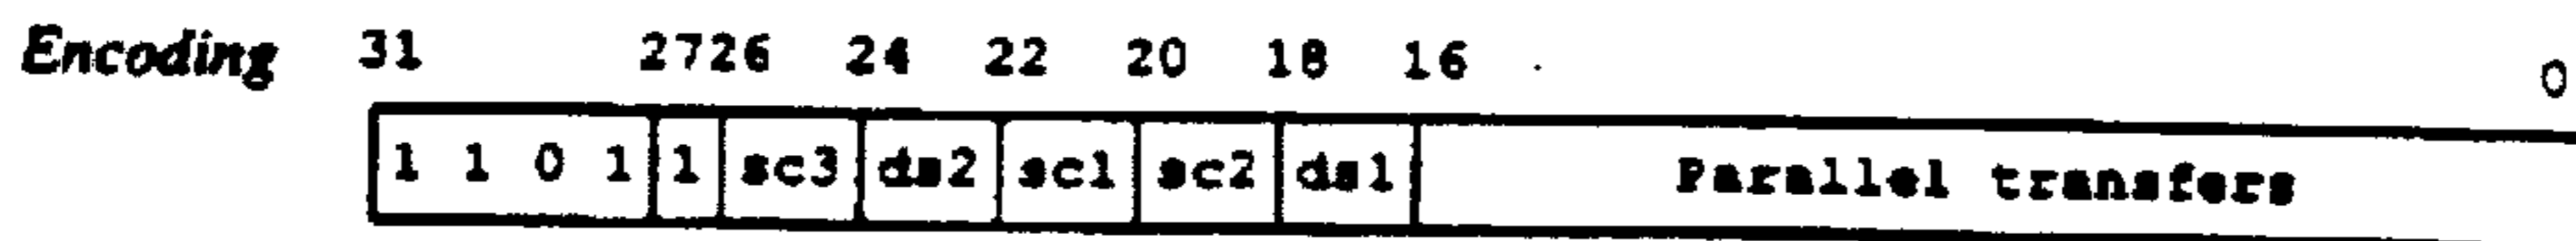 Encoding 31 2726 24 22 20 18 16 0
1 1 0 1 1 sc3 ds2 sc1 sc2 ds1 Parallel transfers